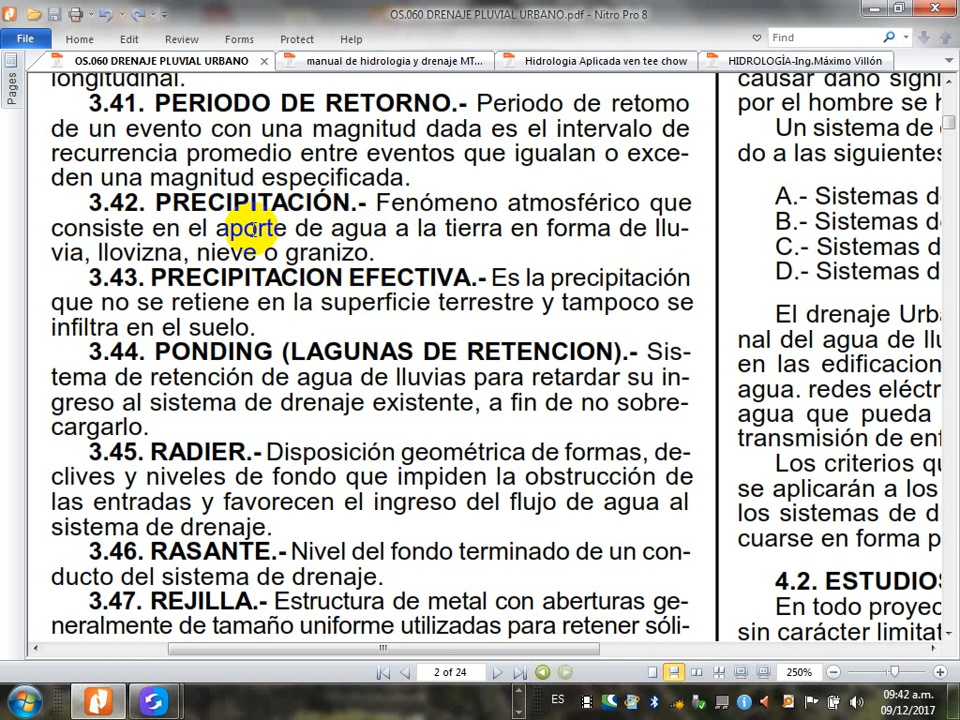 OS.060 DRENAJE PLUVIAL URBANO.pdf - Nitro Pro 8
File Home Edit Review Forms Protect Help Find
OS.060 DRENAJE PLUVIAL URBANO manual de hidrologia y drenaje MT... Hidrologia Aplicada ven tee chow HIDROLOGÍA-Ing.Máximo Villón
Pages
longitudinal.
3.41. PERIODO DE RETORNO.- Periodo de retomo
de un evento con una magnitud dada es el intervalo de
recurrencia promedio entre eventos que igualan o exce-
den una magnitud especificada.
3.42. PRECIPITACIÓN.- Fenómeno atmosférico que
consiste en el aporte de agua a la tierra en forma de llu-
via, llovizna, nieve o granizo.
3.43. PRECIPITACION EFECTIVA.- Es la precipitación
que no se retiene en la superficie terrestre y tampoco se
infiltra en el suelo.
3.44. PONDING (LAGUNAS DE RETENCION).- Sis-
tema de retención de agua de lluvias para retardar su in-
greso al sistema de drenaje existente, a fin de no sobre-
cargarlo.
3.45. RADIER.- Disposición geométrica de formas, de-
clives y niveles de fondo que impiden la obstrucción de
las entradas y favorecen el ingreso del flujo de agua al
sistema de drenaje.
3.46. RASANTE.- Nivel del fondo terminado de un con-
ducto del sistema de drenaje.
3.47. REJILLA.- Estructura de metal con aberturas ge-
neralmente de tamaño uniforme utilizadas para retener sóli-
causar daño signi
por el hombre se h
Un sistema de
do a las siguientes
A.- Sistemas d
B.- Sistemas d
C.- Sistemas d
D.- Sistemas d
El drenaje Urb
nal del agua de llu
en las edificacion
agua. redes eléctr
agua que pueda
transmisión de enf
Los criterios qu
se aplicarán a los
los sistemas de d
cuarse en forma p
4.2. ESTUDIOS
En todo proyec
sin carácter limitat
2 of 24
250%
ES
09:42 a.m.
09/12/2017